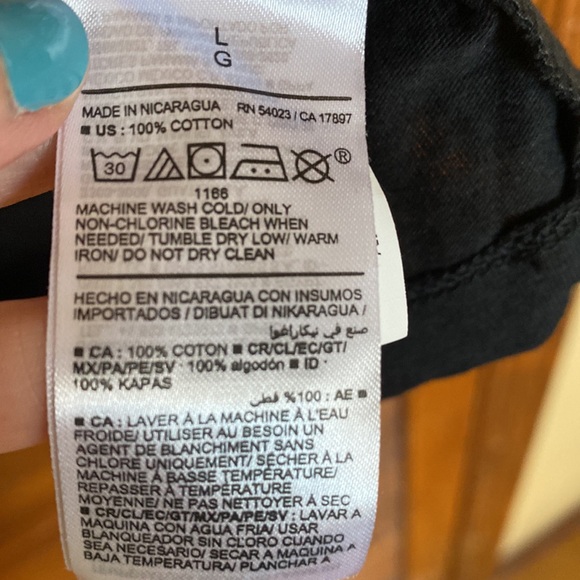 L
G
MADE IN NICARAGUA RN 54023 / CA 17897
■ US : 100% COTTON
30 ®
1166
MACHINE WASH COLD/ ONLY
NON-CHLORINE BLEACH WHEN
NEEDED/ TUMBLE DRY LOW/ WARM
IRON/ DO NOT DRY CLEAN
HECHO EN NICARAGUA CON INSUMOS
IMPORTADOS / DIBUAT DI NIKARAGUA /
صنع في نيكاراغوا
■ CA : 100% COTON ■ CR/CL/EC/GT/
MX/PA/PE/SV : 100% algodón ■ ID :
100% KAPAS
■ AE : 100% قطن
■ CA : LAVER À LA MACHINE À L'EAU
FROIDE/ UTILISER AU BESOIN UN
AGENT DE BLANCHIMENT SANS
CHLORE UNIQUEMENT/ SÉCHER À LA
MACHINE À BASSE TEMPÉRATURE/
REPASSER À TEMPÉRATURE
MOYENNE/ NE PAS NETTOYER À SEC
■ CR/CL/EC/GT/MX/PA/PE/SV : LAVAR A
MAQUINA CON AGUA FRIA/ USAR
BLANQUEADOR SIN CLORO CUANDO
SEA NECESARIO/ SECAR A MAQUINA A
BAJA TEMPERATURA/ PLANCHAR A